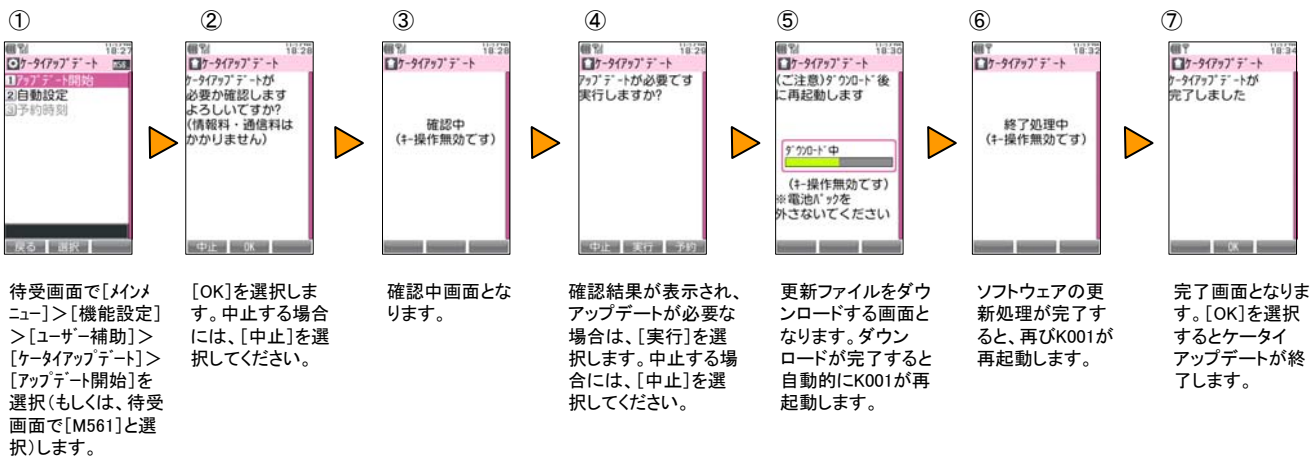 ①
18:27
ケータイアップデート
1アップデート開始
2自動設定
3予約時刻
戻る 選択
待受画面で[メインメ
ニュー]＞[機能設定]
＞[ユーザー補助]＞
[ケータイアップデート]＞
[アップデート開始]を
選択（もしくは、待受
画面で[M561]と選
択）します。
②
18:28
ケータイアップデート
ケータイアップデートが
必要か確認します
よろしいですか?
(情報料・通信料は
かかりません)
中止 OK
[OK]を選択しま
す。中止する場合
には、[中止]を選
択してください。
③
18:28
ケータイアップデート
確認中
(キー操作無効です)
確認中画面とな
ります。
④
18:29
ケータイアップデート
アップデートが必要です
実行しますか?
中止 実行 予約
確認結果が表示され、
アップデートが必要な
場合は、[実行]を選
択します。中止する場
合には、[中止]を選
択してください。
⑤
18:30
ケータイアップデート
(ご注意)ダウンロード後
に再起動します
ダウンロード中
(キー操作無効です)
※電池パックを
外さないでください
更新ファイルをダウ
ンロードする画面と
なります。ダウン
ロードが完了すると
自動的にK001が再
起動します。
⑥
18:32
ケータイアップデート
終了処理中
(キー操作無効です)
ソフトウェアの更
新処理が完了す
ると、再びK001が
再起動します。
⑦
18:34
ケータイアップデート
ケータイアップデートが
完了しました
OK
完了画面となりま
す。[OK]を選択
するとケータイ
アップデートが終
了します。